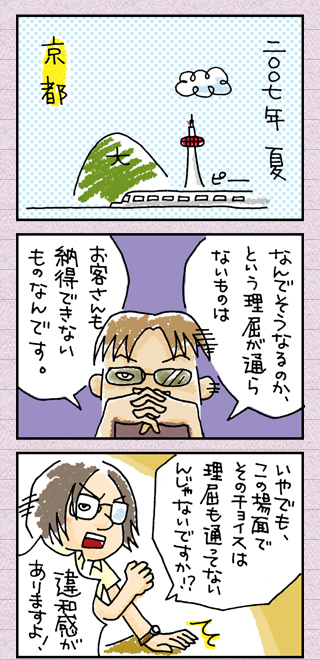 二〇〇七年 夏
京都
大
ピー
なんでそうなるのか、
という理屈が通ら
ないものは
お客さんも
納得できない
ものなんです。
いやでも、
この場面で
そのチョイスは
理屈も通ってない
んじゃないですか!?
違和感が
ありますよ!